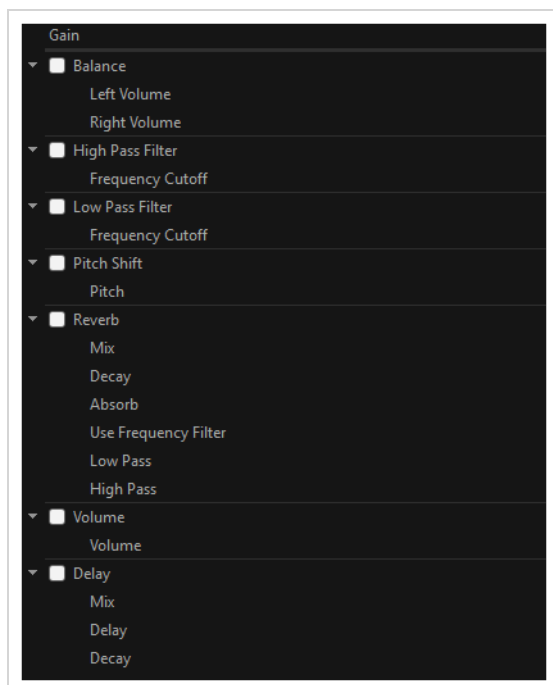 Gain
Balance
Left Volume
Right Volume
High Pass Filter
Frequency Cutoff
Low Pass Filter
Frequency Cutoff
Pitch Shift
Pitch
Reverb
Mix
Decay
Absorb
Use Frequency Filter
Low Pass
High Pass
Volume
Volume
Delay
Mix
Delay
Decay